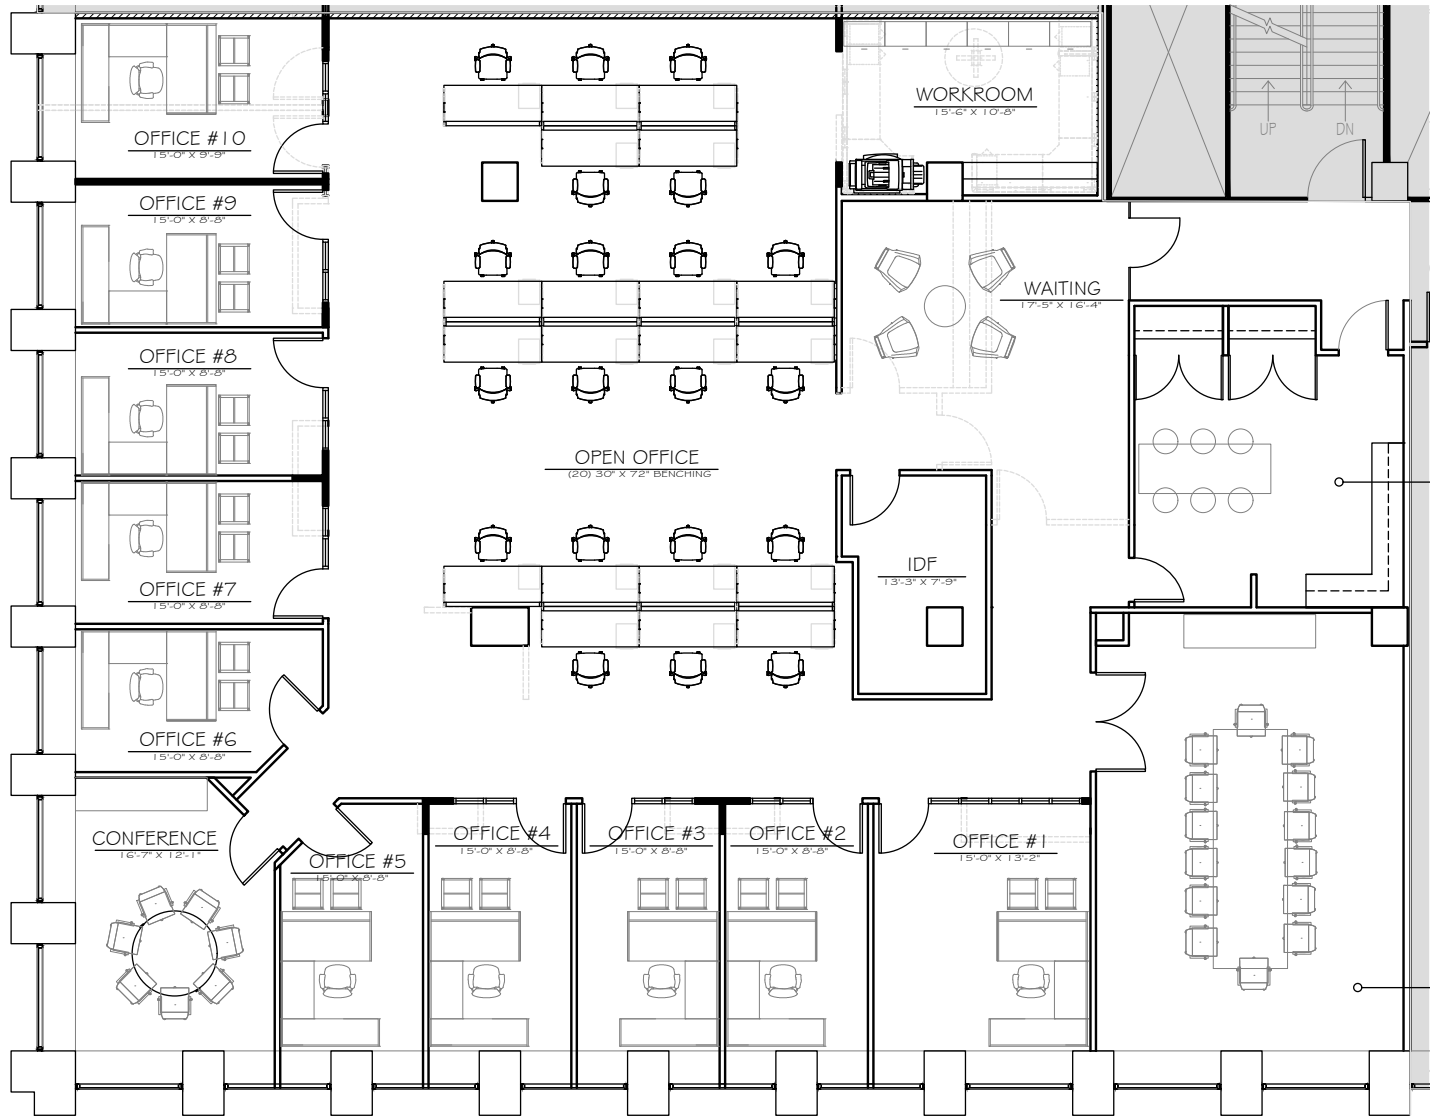 WORKROOM
15'-6" X 10'-8"
UP
DN
OFFICE #10
15'-0" X 9'-9"
OFFICE #9
15'-0" X 8'-8"
WAITING
17'-5" X 16'-4"
OFFICE #8
15'-0" X 8'-8"
OPEN OFFICE
(20) 30" X 72" BENCHING
IDF
13'-3" X 7'-9"
OFFICE #7
15'-0" X 8'-8"
OFFICE #6
15'-0" X 8'-8"
CONFERENCE
16'-7" X 12'-1"
OFFICE #5
15'-0" X 8'-8"
OFFICE #4
15'-0" X 8'-8"
OFFICE #3
15'-0" X 8'-8"
OFFICE #2
15'-0" X 8'-8"
OFFICE #1
15'-0" X 13'-2"